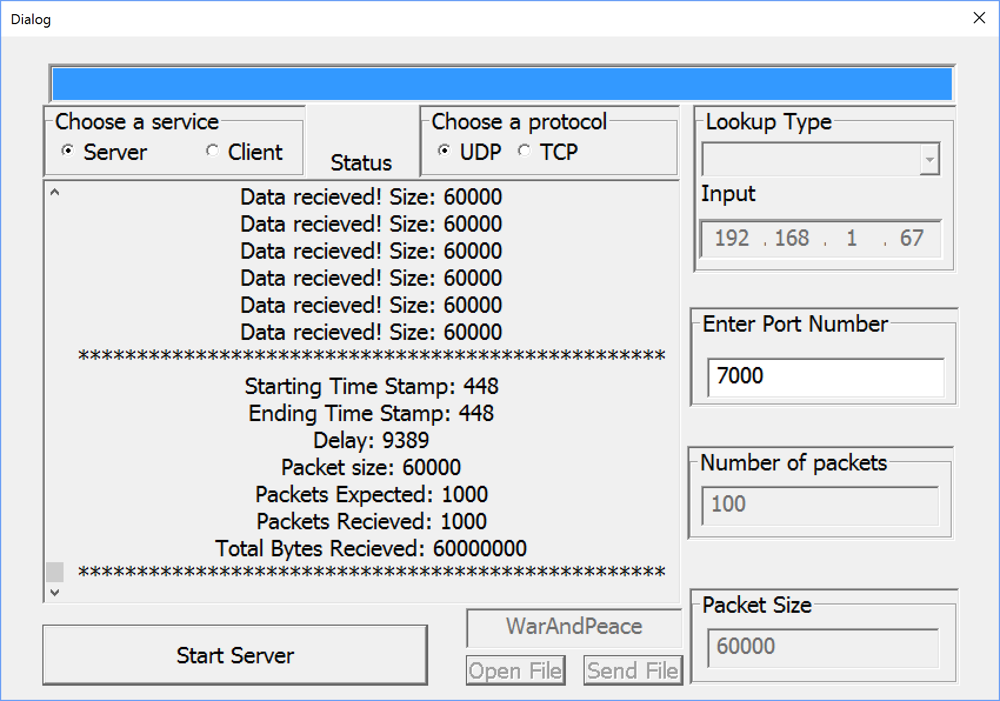 Dialog
Choose a service
Server Client
Status
Choose a protocol
UDP TCP
Lookup Type
Input
192 . 168 . 1 . 67
Data recieved! Size: 60000
Data recieved! Size: 60000
Data recieved! Size: 60000
Data recieved! Size: 60000
Data recieved! Size: 60000
Data recieved! Size: 60000
**************************************************
Starting Time Stamp: 448
Ending Time Stamp: 448
Delay: 9389
Packet size: 60000
Packets Expected: 1000
Packets Recieved: 1000
Total Bytes Recieved: 60000000
**************************************************
Enter Port Number
7000
Number of packets
100
Packet Size
60000
Start Server
WarAndPeace
Open File Send File